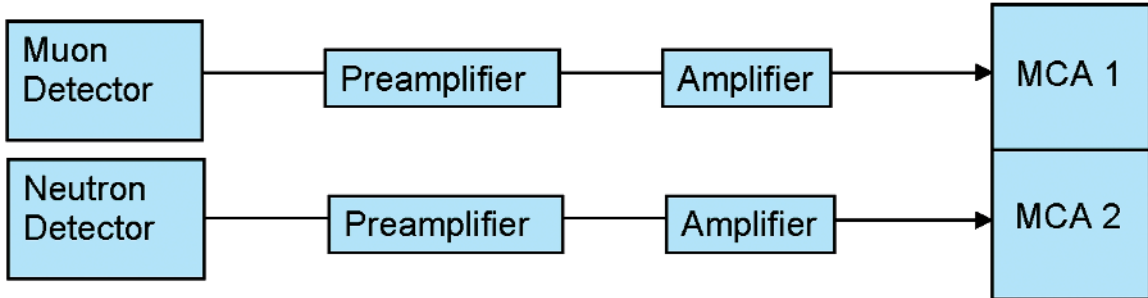 Muon
Detector
Preamplifier
Amplifier
MCA 1
Neutron
Detector
Preamplifier
Amplifier
MCA 2